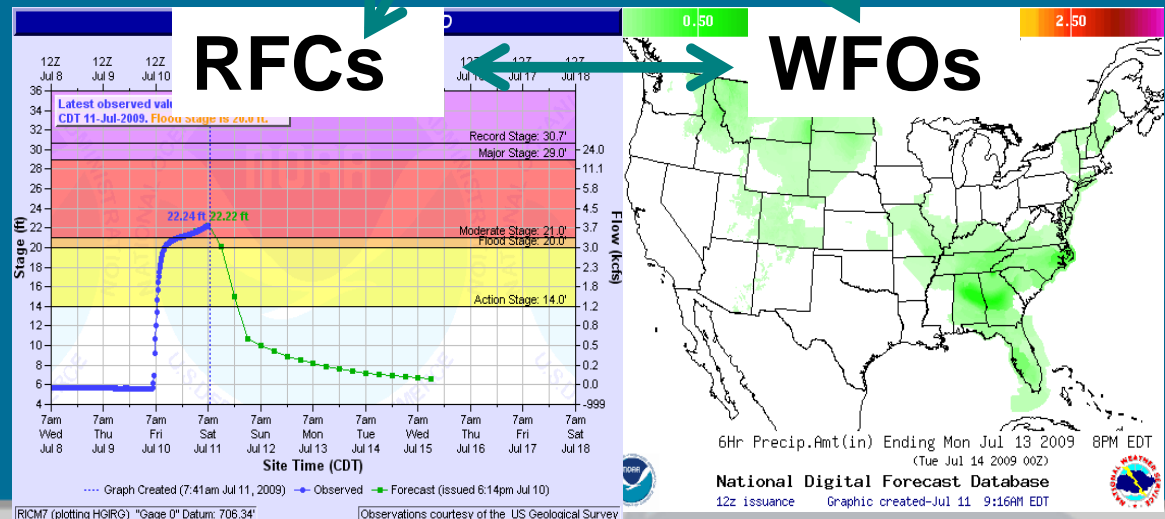 RFCs
WFOs
0.50
2.50
12Z 12Z 12Z 12Z 12Z
Jul 8 Jul 9 Jul 10 Jul 17 Jul 18
Latest observed
CDT 11-Jul-2009. Flood Stage is 20.0 ft.
Stage (ft)
36
34
32
30
28
26
24
22
20
18
16
14
12
10
8
6
4
Record Stage: 30.7'
Major Stage: 29.0'
22.24 ft 22.22 ft
Moderate Stage: 21.0'
Flood Stage: 20.0'
Action Stage: 14.0'
24.0
11.1
5.8
4.5
3.7
3.0
2.3
1.8
1.2
0.8
0.5
0.2
0.0
-999
Flow (kcfs)
7am 7am 7am 7am 7am 7am 7am 7am 7am 7am 7am
Wed Thu Fri Sat Sun Mon Tue Wed Thu Fri Sat
Jul 8 Jul 9 Jul 10 Jul 11 Jul 12 Jul 13 Jul 14 Jul 15 Jul 16 Jul 17 Jul 18
Site Time (CDT)
Graph Created (7:41am Jul 11, 2009) Observed Forecast (issued 6:14pm Jul 10)
RICM7 (plotting HGIRG) "Gage 0" Datum: 706.34'
Observations courtesy of the US Geological Survey
6Hr Precip.Amt(in) Ending Mon Jul 13 2009 8PM EDT
(Tue Jul 14 2009 00Z)
National Digital Forecast Database
12z issuance Graphic created-Jul 11 9:16AM EDT